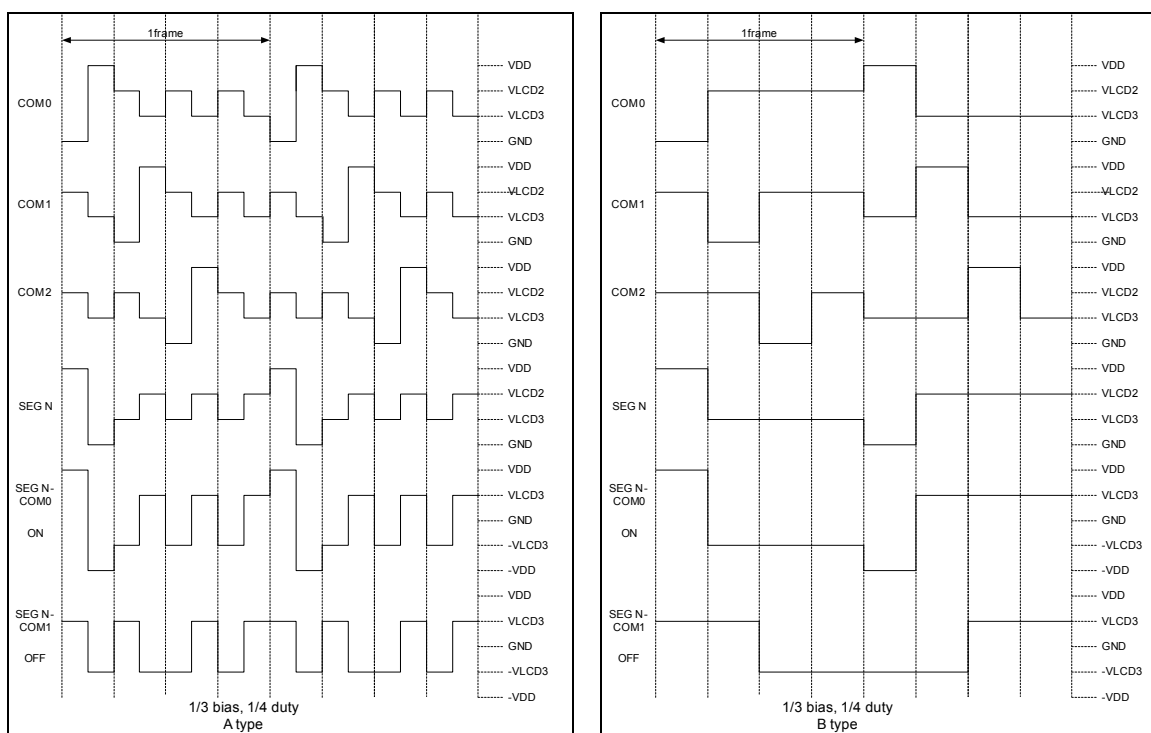 1frame
COM0
VDD
VLCD2
VLCD3
GND
COM1
VDD
VLCD2
VLCD3
GND
COM2
VDD
VLCD2
VLCD3
GND
SEG N
VDD
VLCD2
VLCD3
GND
SEG N-
COM0
ON
VDD
VLCD3
GND
-VLCD3
-VDD
SEG N-
COM1
OFF
VDD
VLCD3
GND
-VLCD3
-VDD
1/3 bias, 1/4 duty
A type
1frame
COM0
VDD
VLCD2
VLCD3
GND
COM1
VDD
VLCD2
VLCD3
GND
COM2
VDD
VLCD2
VLCD3
GND
SEG N
VDD
VLCD2
VLCD3
GND
SEG N-
COM0
ON
VDD
VLCD3
GND
-VLCD3
-VDD
SEG N-
COM1
OFF
VDD
VLCD3
GND
-VLCD3
-VDD
1/3 bias, 1/4 duty
B type